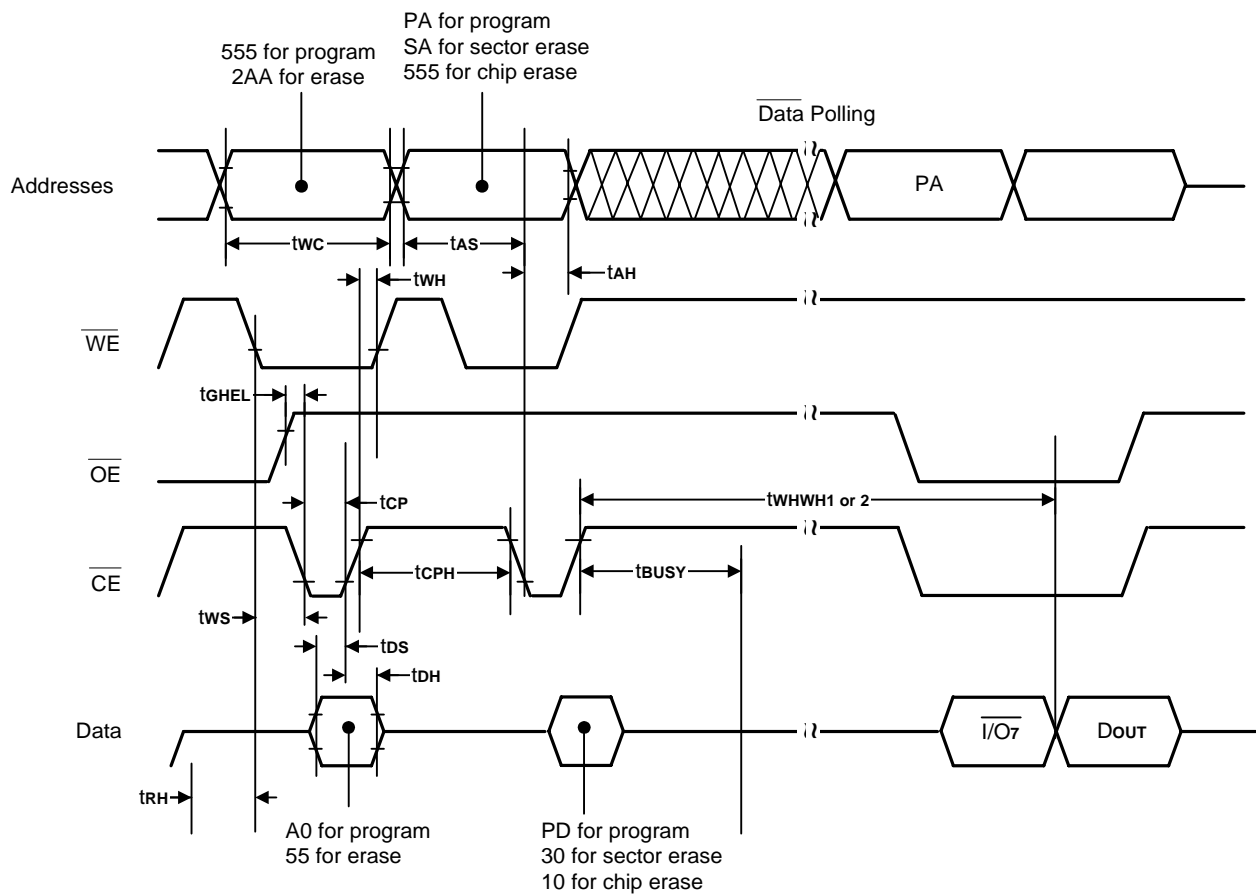 PA for program
SA for sector erase
555 for chip erase
555 for program
2AA for erase
Data Polling
Addresses
PA
tWC
tAS
tWH
tAH
WE
tGHEL
OE
tCP
tWHWH1 or 2
CE
tCPH
tBUSY
tWS
tDS
tDH
Data
I/O7
DOUT
tRH
A0 for program
55 for erase
PD for program
30 for sector erase
10 for chip erase